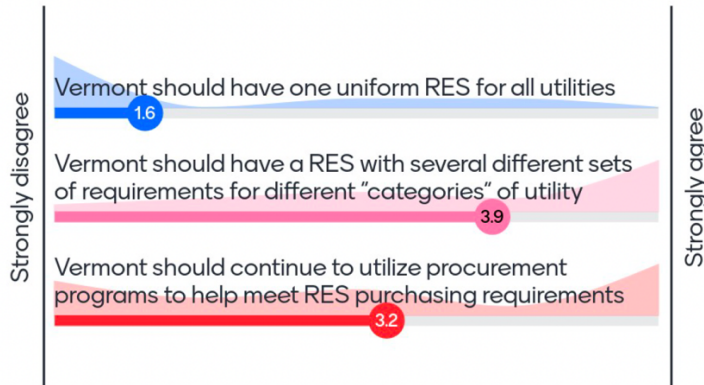 Strongly disagree
Vermont should have one uniform RES for all utilities
1.6
Vermont should have a RES with several different sets
of requirements for different "categories" of utility
3.9
Vermont should continue to utilize procurement
programs to help meet RES purchasing requirements
3.2
Strongly agree